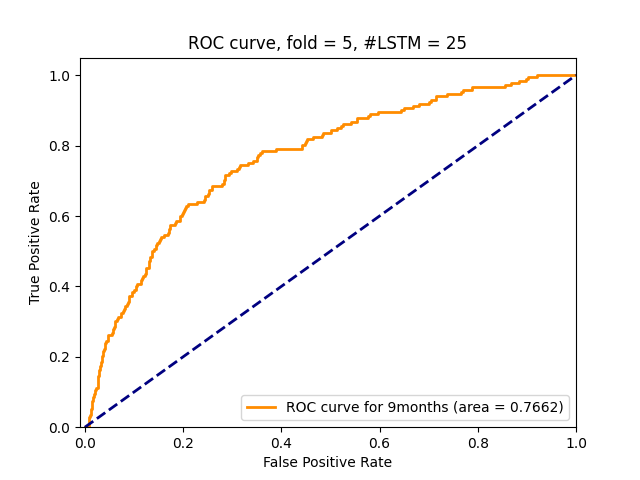 ROC curve, fold = 5, #LSTM = 25
True Positive Rate
1.0
0.8
0.6
0.4
0.2
0.0
ROC curve for 9months (area = 0.7662)
0.0 0.2 0.4 0.6 0.8 1.0
False Positive Rate